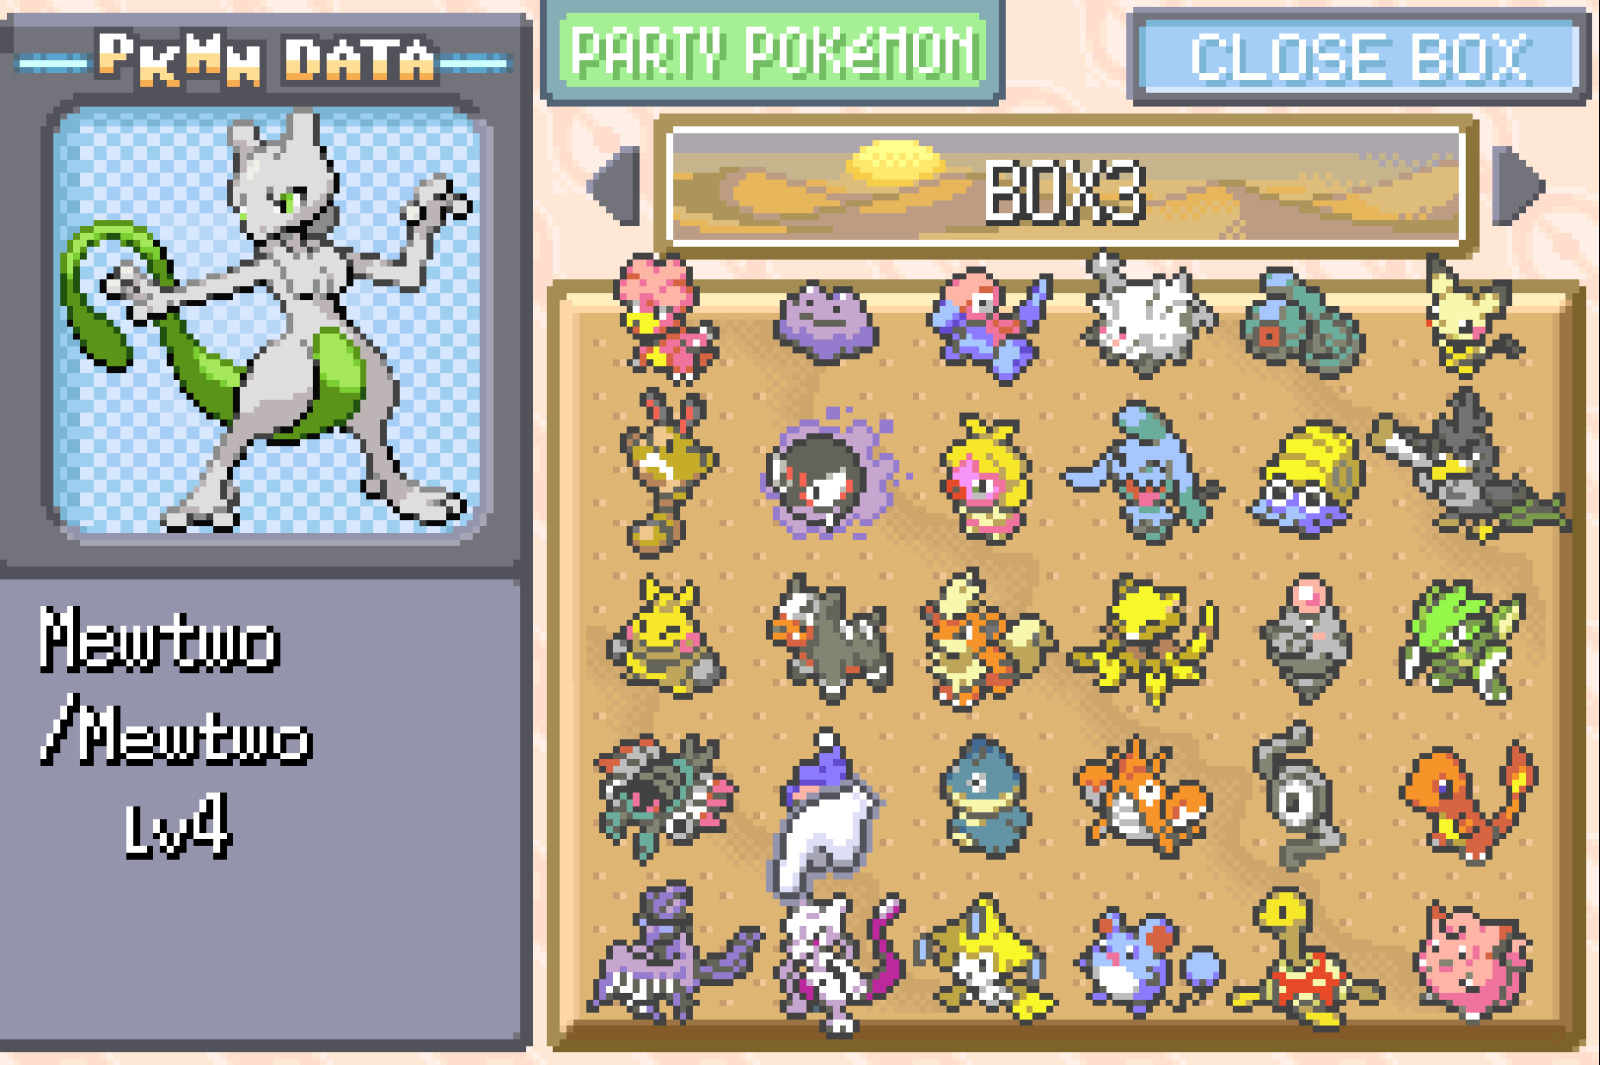 PKMN DATA
PARTY POKéMON
CLOSE BOX
BOX3
Mewtwo
/Mewtwo
Lv4